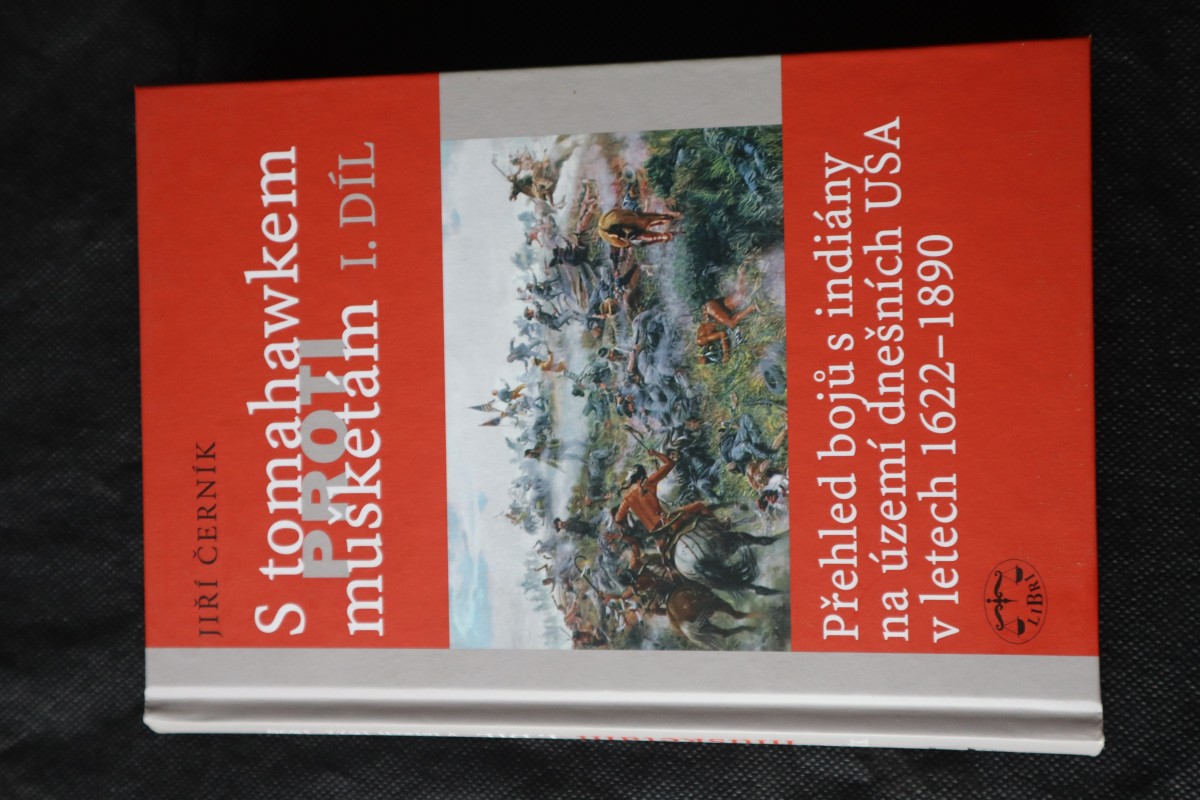 JIŘÍ ČERNÍK
S tomahawkem
PROTI
mušketám I. DÍL
Přehled bojů s indiány
na území dnešních USA
v letech 1622–1890
LIBRI